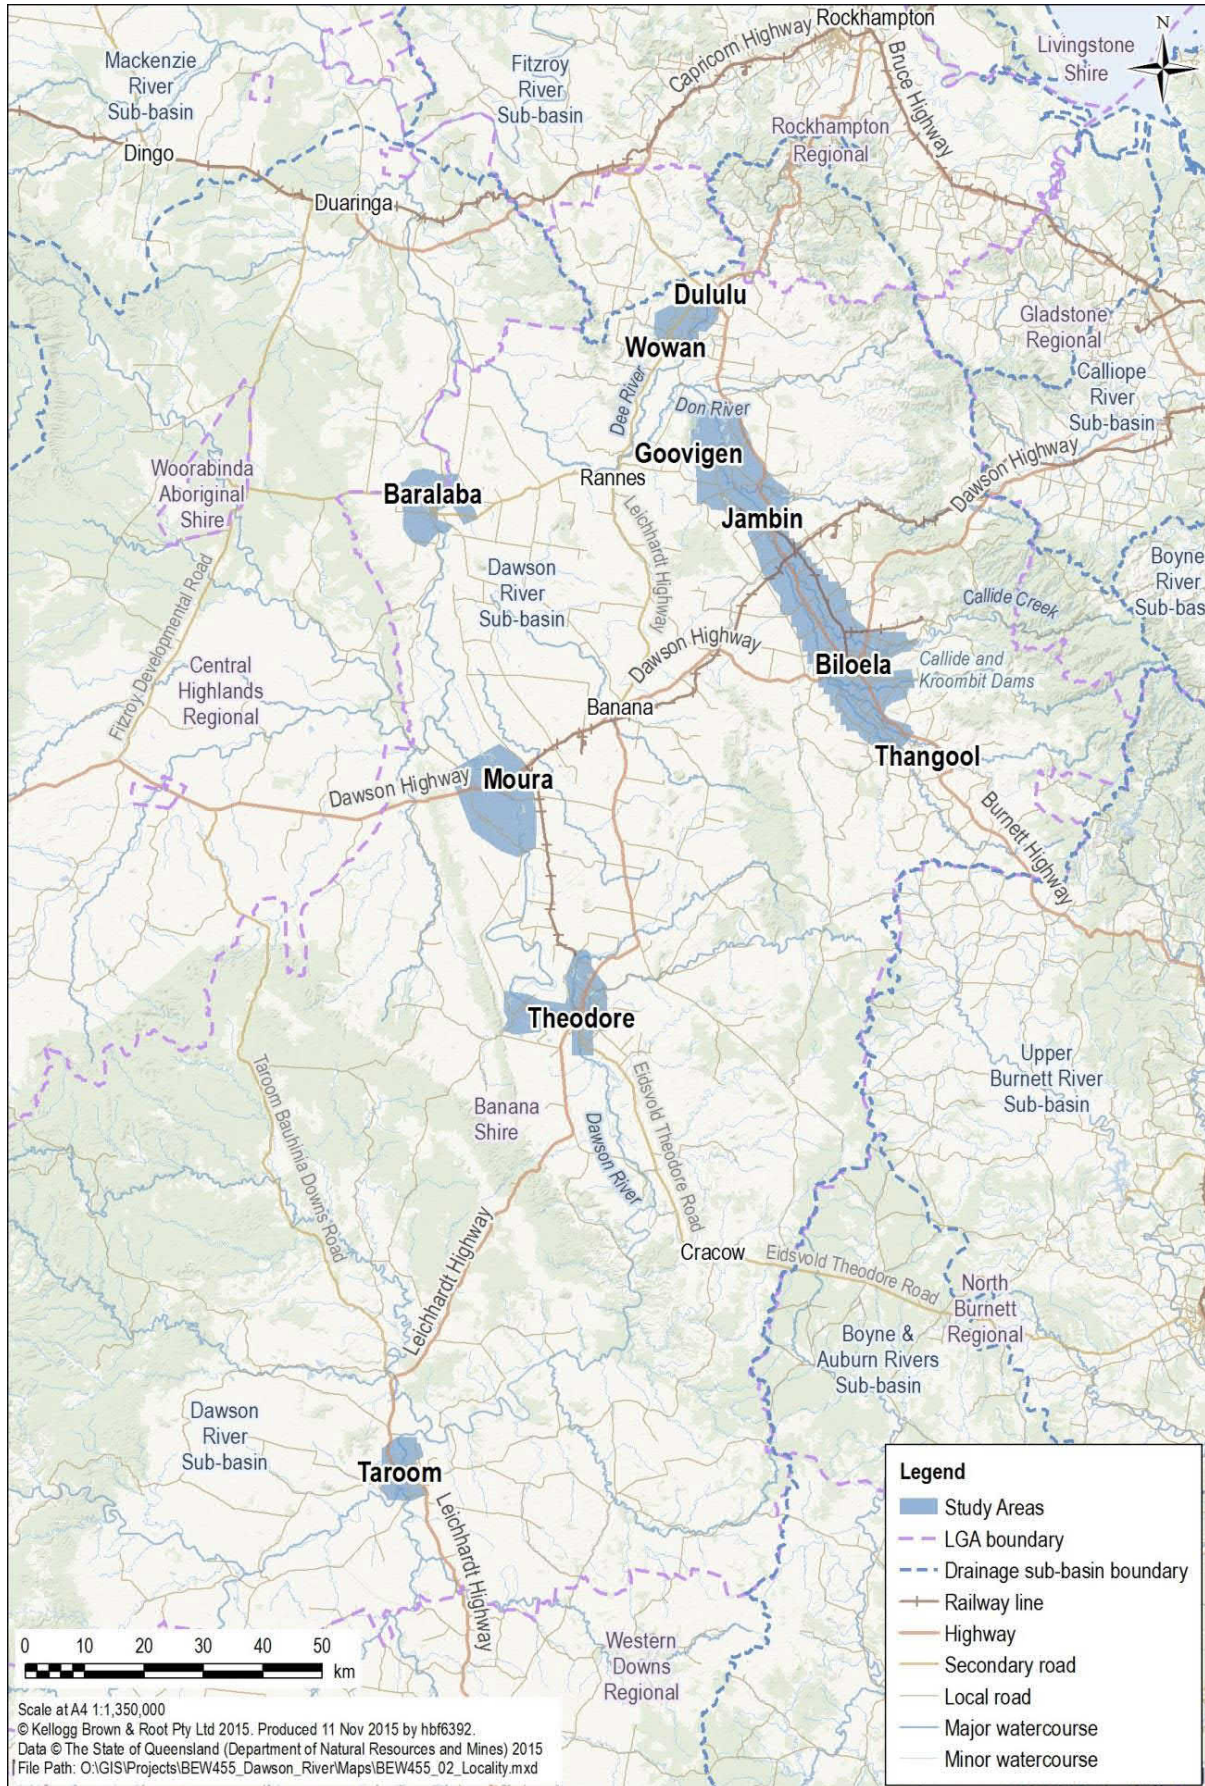 Rockhampton
N
Capricorn Highway
Bruce Highway
Livingstone
Shire
Mackenzie
River
Sub-basin
Fitzroy
River
Sub-basin
Rockhampton
Regional
Dingo
Duaringa
Dululu
Gladstone
Regional
Wowan
Calliope
River
Sub-basin
Dee River
Don River
Goovigen
Dawson Highway
Woorabinda
Aboriginal
Shire
Baralaba
Rannes
Leichhardt Highway
Jambin
Dawson
River
Sub-basin
Boyne
River
Sub-bas
Callide Creek
Fitzroy Developmental Road
Central
Highlands
Regional
Dawson Highway
Biloela
Callide and
Kroombit Dams
Banana
Thangool
Moura
Dawson Highway
Burnett Highway
Theodore
Taroom Bauhinia Downs Road
Eidsvold Theodore Road
Upper
Burnett River
Sub-basin
Banana
Shire
Dawson River
Leichhardt Highway
Cracow
Eidsvold Theodore Road
North
Burnett
Regional
Boyne &
Auburn Rivers
Sub-basin
Dawson
River
Sub-basin
Taroom
Leichhardt Highway
Western
Downs
Regional
Legend
Study Areas
LGA boundary
Drainage sub-basin boundary
Railway line
Highway
Secondary road
Local road
Major watercourse
Minor watercourse
0 10 20 30 40 50
km
Scale at A4 1:1,350,000
© Kellogg Brown & Root Pty Ltd 2015. Produced 11 Nov 2015 by hbf6392.
Data © The State of Queensland (Department of Natural Resources and Mines) 2015
File Path: O:\GIS\Projects\BEW455_Dawson_River\Maps\BEW455_02_Locality.mxd